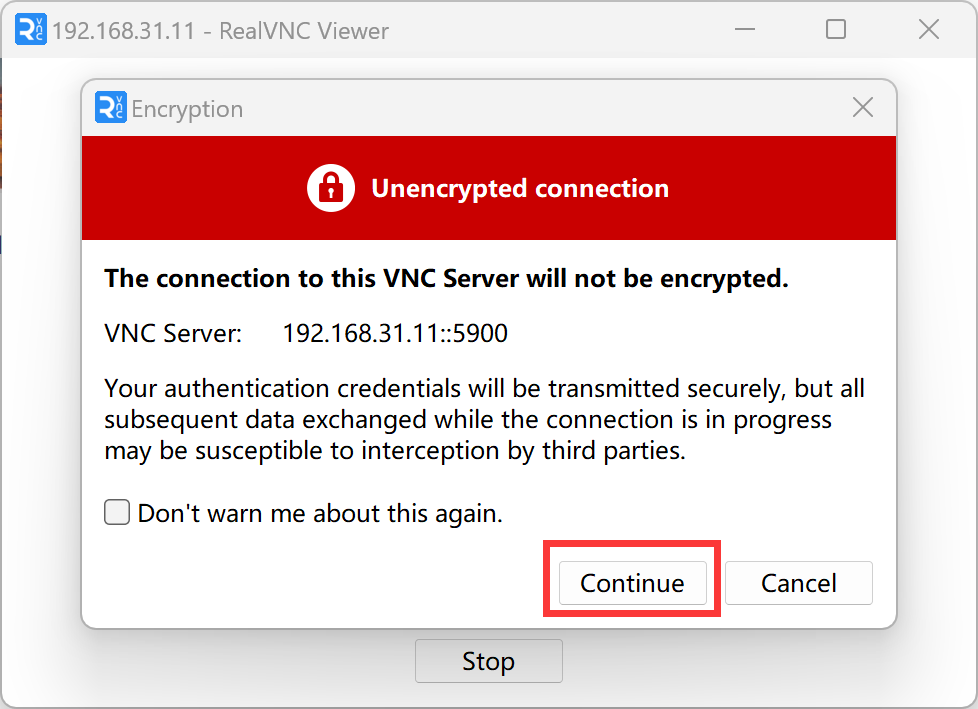 192.168.31.11 - RealVNC Viewer
Encryption
Unencrypted connection
The connection to this VNC Server will not be encrypted.
VNC Server: 192.168.31.11::5900
Your authentication credentials will be transmitted securely, but all
subsequent data exchanged while the connection is in progress
may be susceptible to interception by third parties.
Don't warn me about this again.
Continue Cancel
Stop